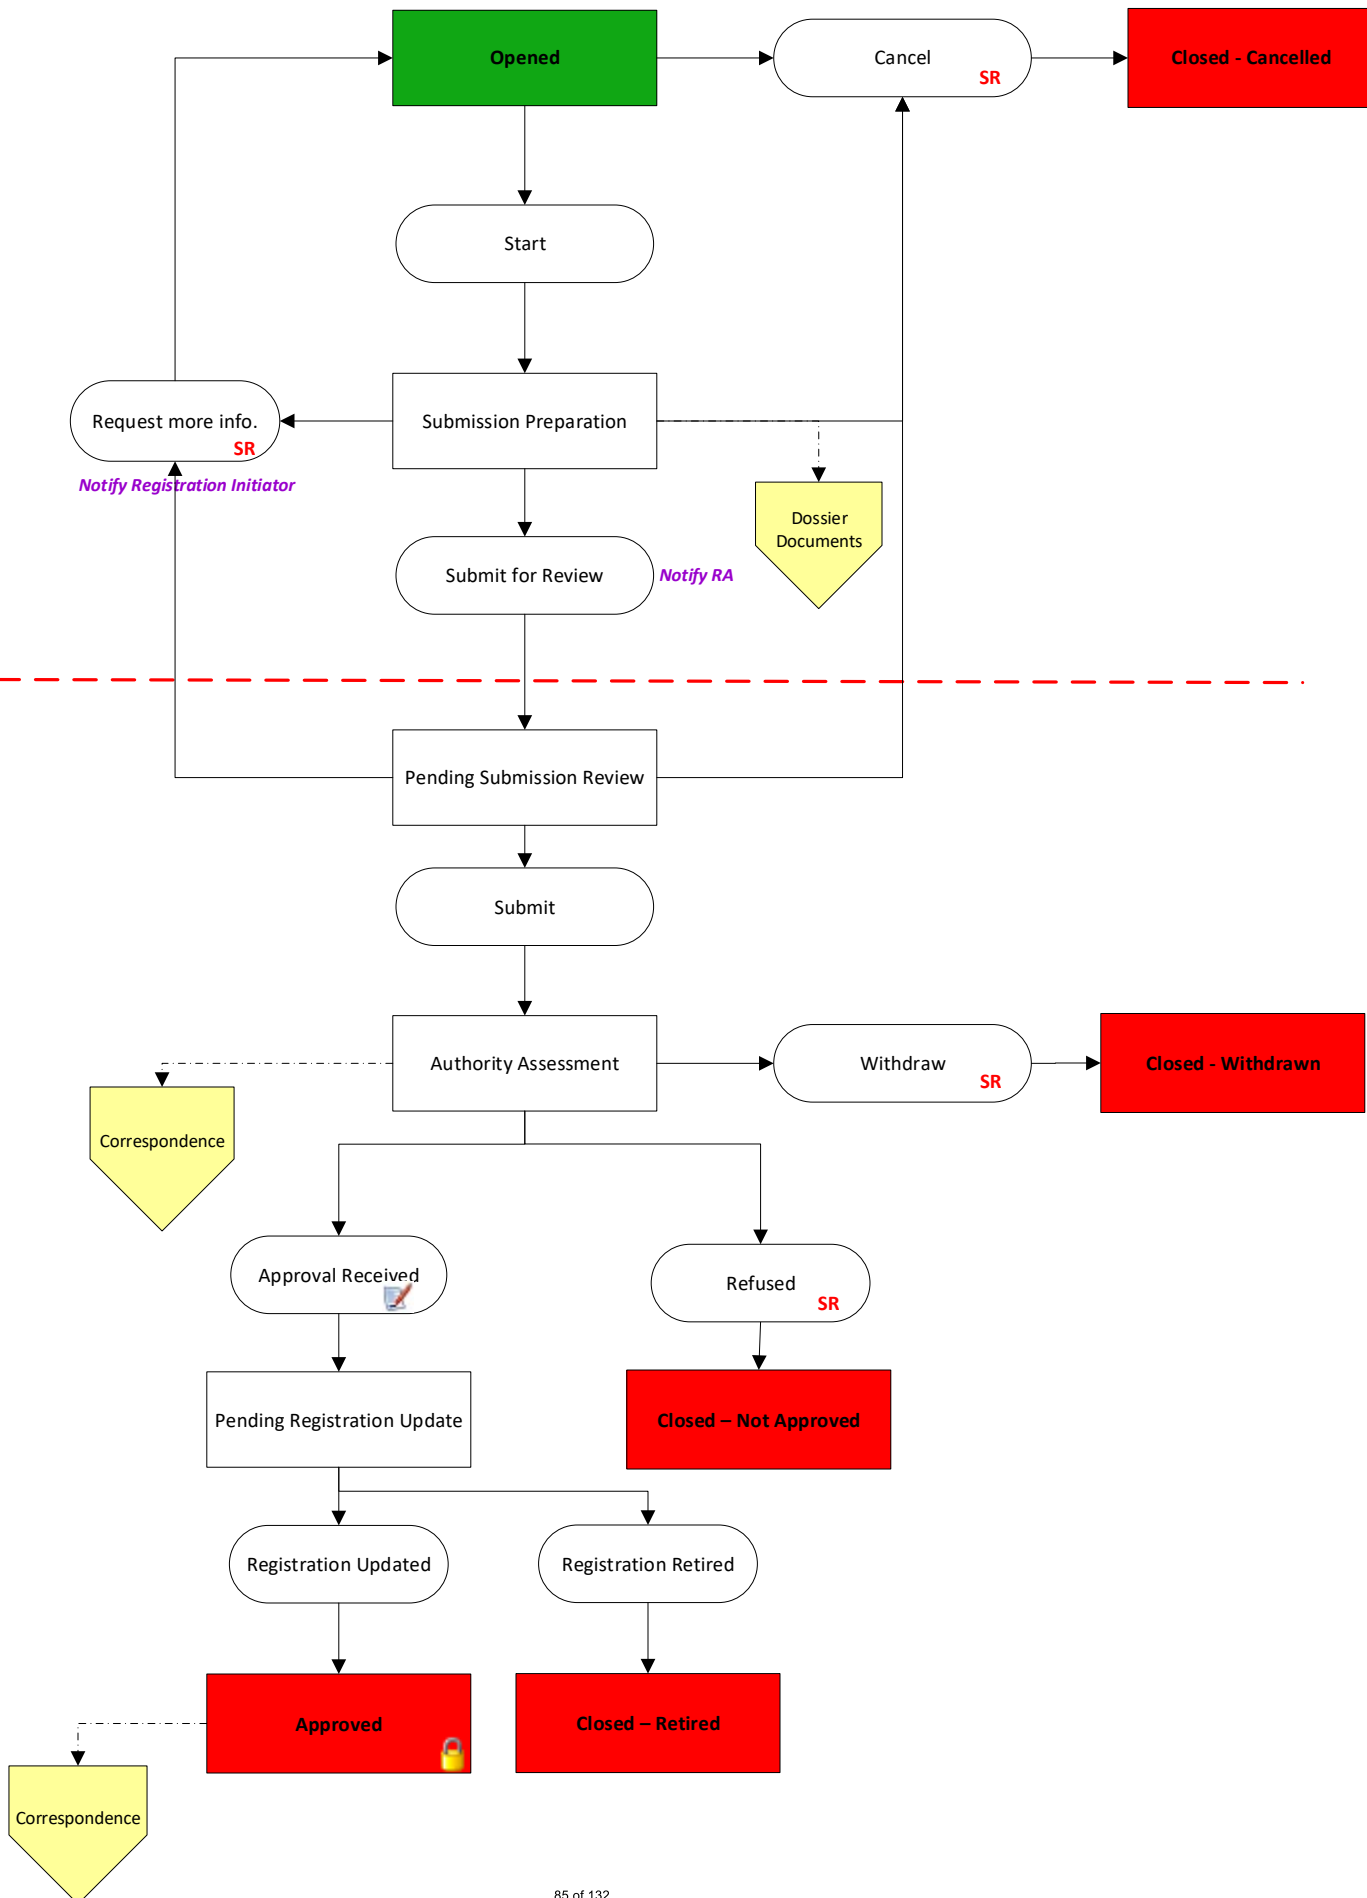 Opened
Cancel
SR
Closed - Cancelled
Start
Request more info.
SR
Notify Registration Initiator
Submission Preparation
Dossier
Documents
Submit for Review
Notify RA
Pending Submission Review
Submit
Authority Assessment
Withdraw
SR
Closed - Withdrawn
Correspondence
Approval Received
Refused
SR
Pending Registration Update
Closed – Not Approved
Registration Updated
Registration Retired
Approved
Closed – Retired
Correspondence
85 of 132